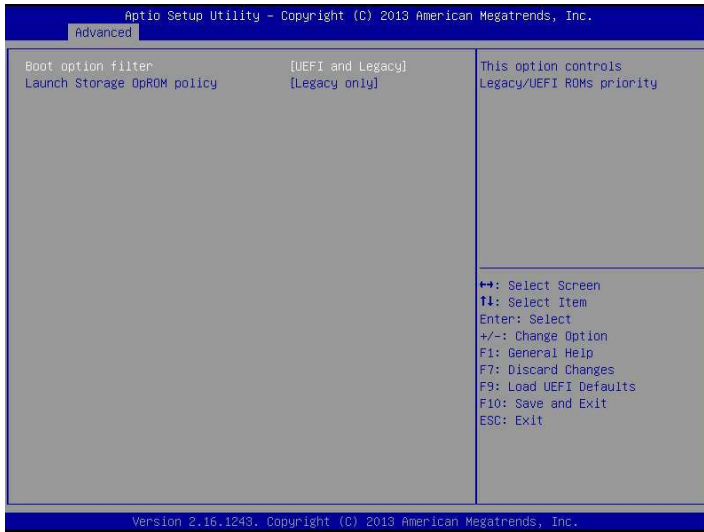 Aptio Setup Utility – Copyright (C) 2013 American Megatrends, Inc.
Advanced
Boot option filter [UEFI and Legacy]
Launch Storage OpROM policy [Legacy only]
This option controls
Legacy/UEFI ROMs priority
↔: Select Screen
↑↓: Select Item
Enter: Select
+/-: Change Option
F1: General Help
F7: Discard Changes
F9: Load UEFI Defaults
F10: Save and Exit
ESC: Exit
Version 2.16.1243. Copyright (C) 2013 American Megatrends, Inc.